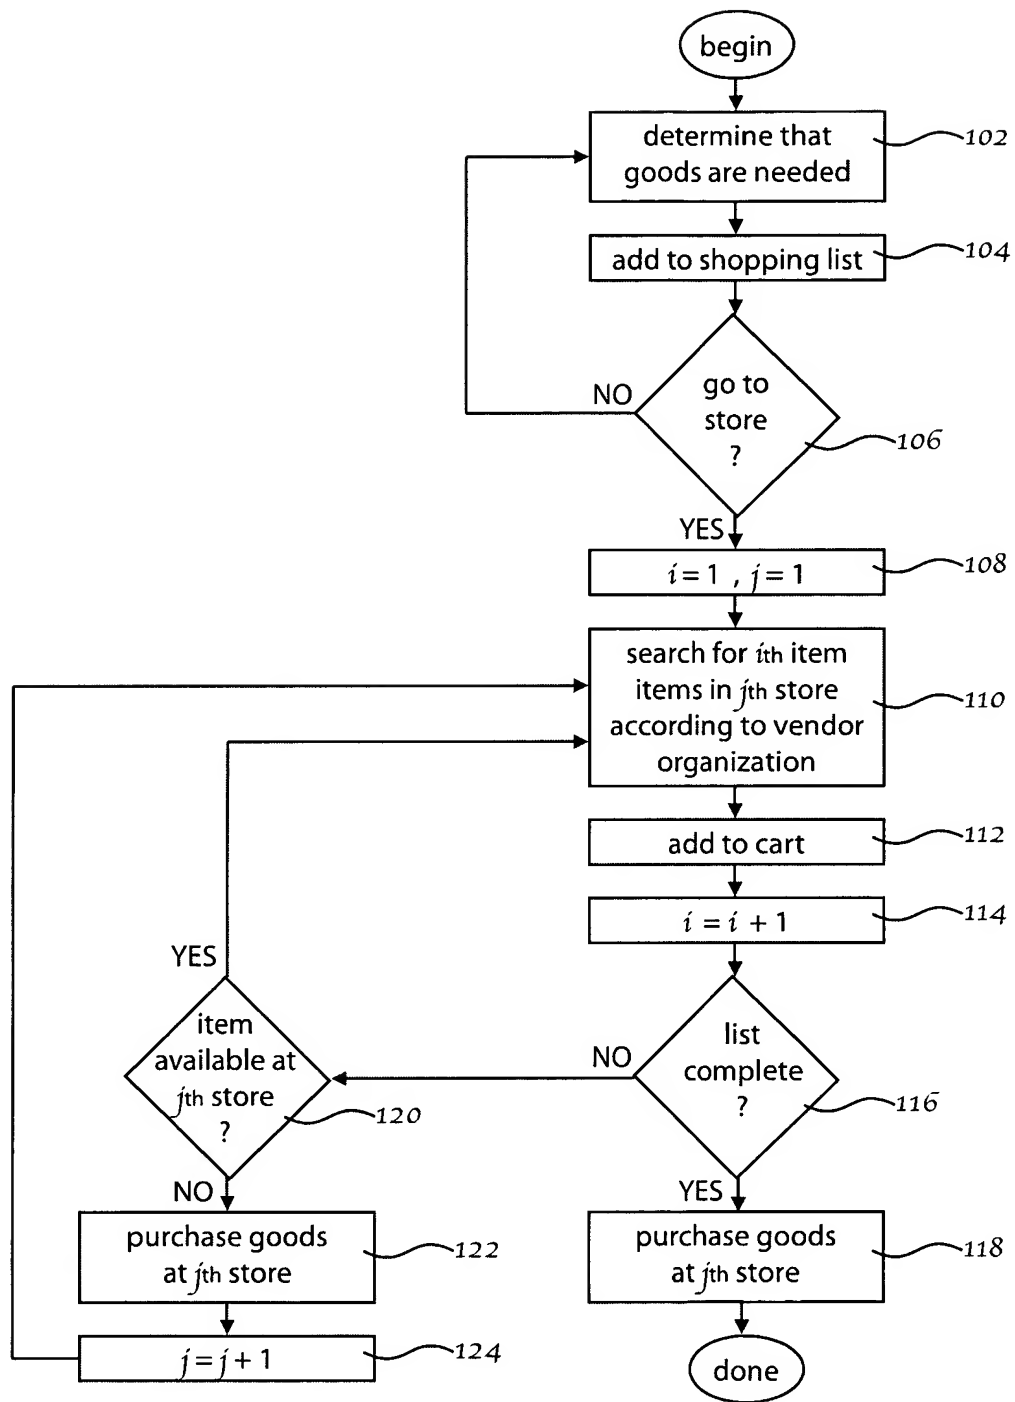 begin
determine that
goods are needed
102
add to shopping list
104
go to
store
?
106
NO
YES
i = 1 , j = 1
108
search for ith item
items in jth store
according to vendor
organization
110
add to cart
112
i = i + 1
114
list
complete
?
116
NO
YES
item
available at
jth store
?
120
YES
NO
purchase goods
at jth store
122
j = j + 1
124
purchase goods
at jth store
118
done